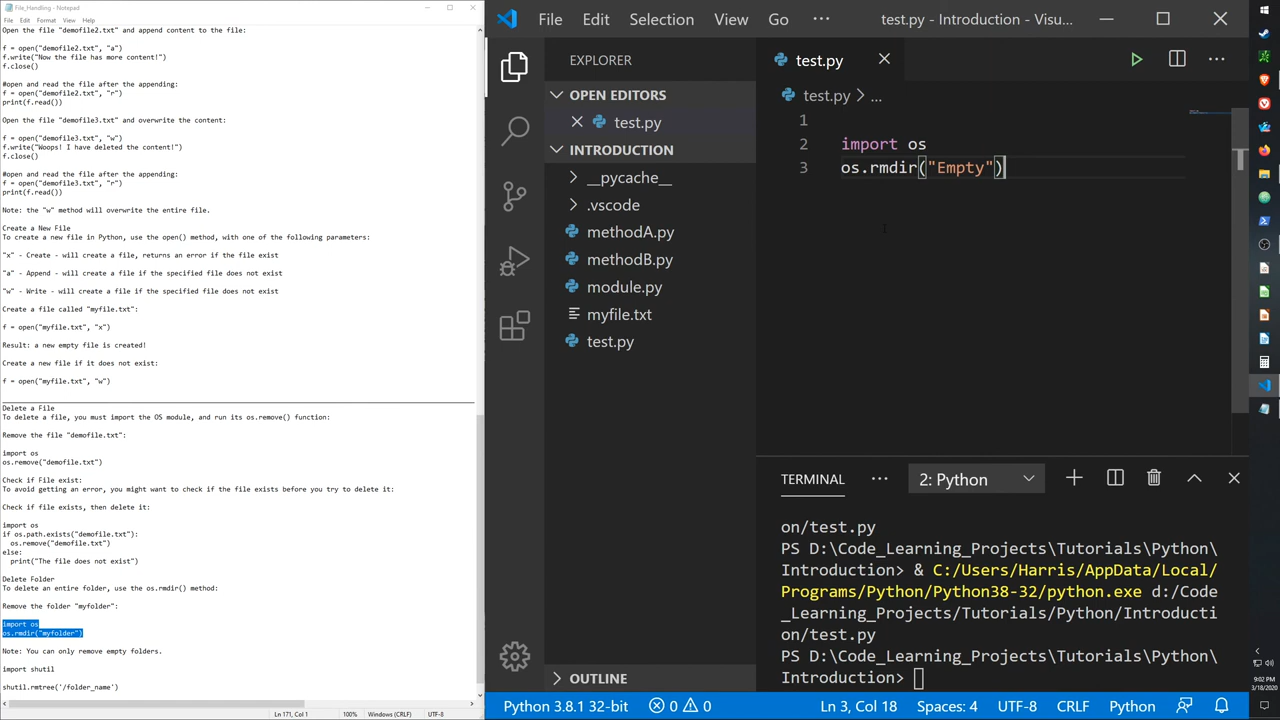 File_Handling - Notepad
File Edit Format View Help
Open the file "demofile2.txt" and append content to the file:
f = open("demofile2.txt", "a")
f.write("Now the file has more content!")
f.close()
#open and read the file after the appending:
f = open("demofile2.txt", "r")
print(f.read())
Open the file "demofile3.txt" and overwrite the content:
f = open("demofile3.txt", "w")
f.write("Woops! I have deleted the content!")
f.close()
#open and read the file after the appending:
f = open("demofile3.txt", "r")
print(f.read())
Note: the "w" method will overwrite the entire file.
Create a New File
To create a new file in Python, use the open() method, with one of the following parameters:
"x" - Create - will create a file, returns an error if the file exist
"a" - Append - will create a file if the specified file does not exist
"w" - Write - will create a file if the specified file does not exist
Create a file called "myfile.txt":
f = open("myfile.txt", "x")
Result: a new empty file is created!
Create a new file if it does not exist:
f = open("myfile.txt", "w")
Delete a File
To delete a file, you must import the OS module, and run its os.remove() function:
Remove the file "demofile.txt":
import os
os.remove("demofile.txt")
Check if File exist:
To avoid getting an error, you might want to check if the file exists before you try to delete it:
Check if file exists, then delete it:
import os
if os.path.exists("demofile.txt"):
  os.remove("demofile.txt")
else:
  print("The file does not exist")
Delete Folder
To delete an entire folder, use the os.rmdir() method:
Remove the folder "myfolder":
import os
os.rmdir("myfolder")
Note: You can only remove empty folders.
import shutil
shutil.rmtree('/folder_name')
Ln 171, Col 1 100% Windows (CRLF) UTF-8
File Edit Selection View Go ... test.py - Introduction - Visu...
EXPLORER
OPEN EDITORS
test.py
INTRODUCTION
__pycache__
.vscode
methodA.py
methodB.py
module.py
myfile.txt
test.py
OUTLINE
test.py
test.py > ...
1
2 import os
3 os.rmdir("Empty")
TERMINAL ... 2: Python
on/test.py
PS D:\Code_Learning_Projects\Tutorials\Python\
Introduction> & C:/Users/Harris/AppData/Local/
Programs/Python/Python38-32/python.exe d:/Code
_Learning_Projects/Tutorials/Python/Introducti
on/test.py
PS D:\Code_Learning_Projects\Tutorials\Python\
Introduction>
Python 3.8.1 32-bit 0 0 Ln 3, Col 18 Spaces: 4 UTF-8 CRLF Python
9:02 PM
3/18/2020